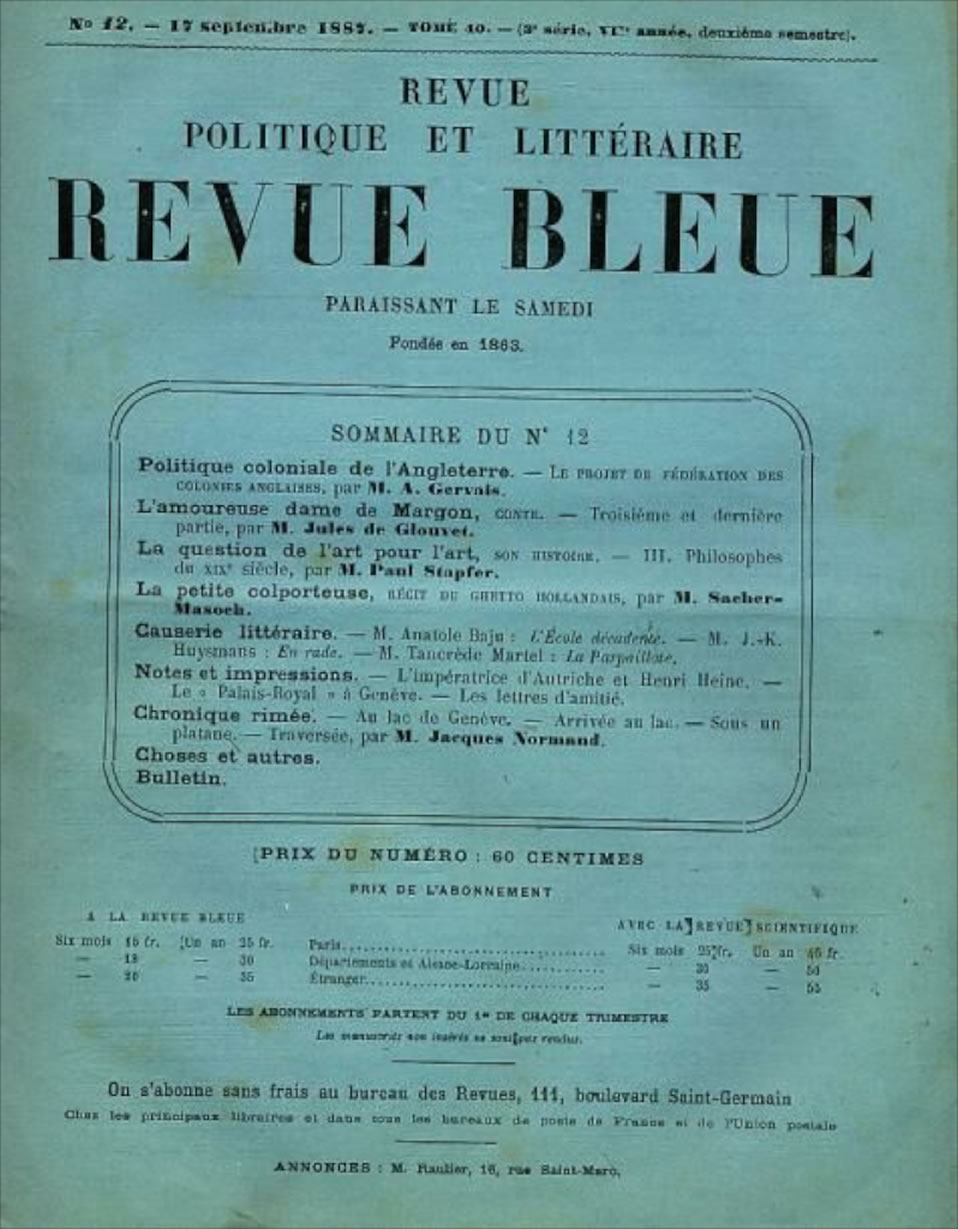 No 12. — 17 septembre 1887. — TOME 40. — (3e série, VIIe année, deuxième semestre).
REVUE
POLITIQUE ET LITTÉRAIRE
REVUE BLEUE
PARAISSANT LE SAMEDI
Fondée en 1863.
SOMMAIRE DU N° 12
Politique coloniale de l'Angleterre. — LE PROJET DE FÉDÉRATION DES
COLONIES ANGLAISES, par M. A. Gervais.
L'amoureuse dame de Margon, CONTE. — Troisième et dernière
partie, par M. Jules de Glouvet.
La question de l'art pour l'art, SON HISTOIRE. — III. Philosophes
du XIXe siècle, par M. Paul Stapfer.
La petite colporteuse, RÉCIT DU GHETTO HOLLANDAIS, par M. Sacher-
Masoch.
Causerie littéraire. — M. Anatole Baju : L'École décadente. — M. J.-K.
Huysmans : En rade. — M. Tancrède Martel : La Parpaillote.
Notes et impressions. — L'impératrice d'Autriche et Henri Heine. —
Le « Palais-Royal » à Genève. — Les lettres d'amitié.
Chronique rimée. — Au lac de Genève. — Arrivée au lac. — Sous un
platane. — Traversée, par M. Jacques Normand.
Choses et autres.
Bulletin.
PRIX DU NUMÉRO : 60 CENTIMES
PRIX DE L'ABONNEMENT
A LA REVUE BLEUE
AVEC LA REVUE SCIENTIFIQUE
Six mois 15 fr. Un an 25 fr. Paris Six mois 25 fr. Un an 45 fr.
— 18 — 30 Départements et Alsace-Lorraine — 30 — 50
— 20 — 35 Étranger — 35 — 55
LES ABONNEMENTS PARTENT DU 1er DE CHAQUE TRIMESTRE
Les manuscrits non insérés ne sont pas rendus.
On s'abonne sans frais au bureau des Revues, 111, boulevard Saint-Germain
Chez les principaux libraires et dans tous les bureaux de poste de France et de l'Union postale
ANNONCES : M. Raulier, 16, rue Saint-Marc.